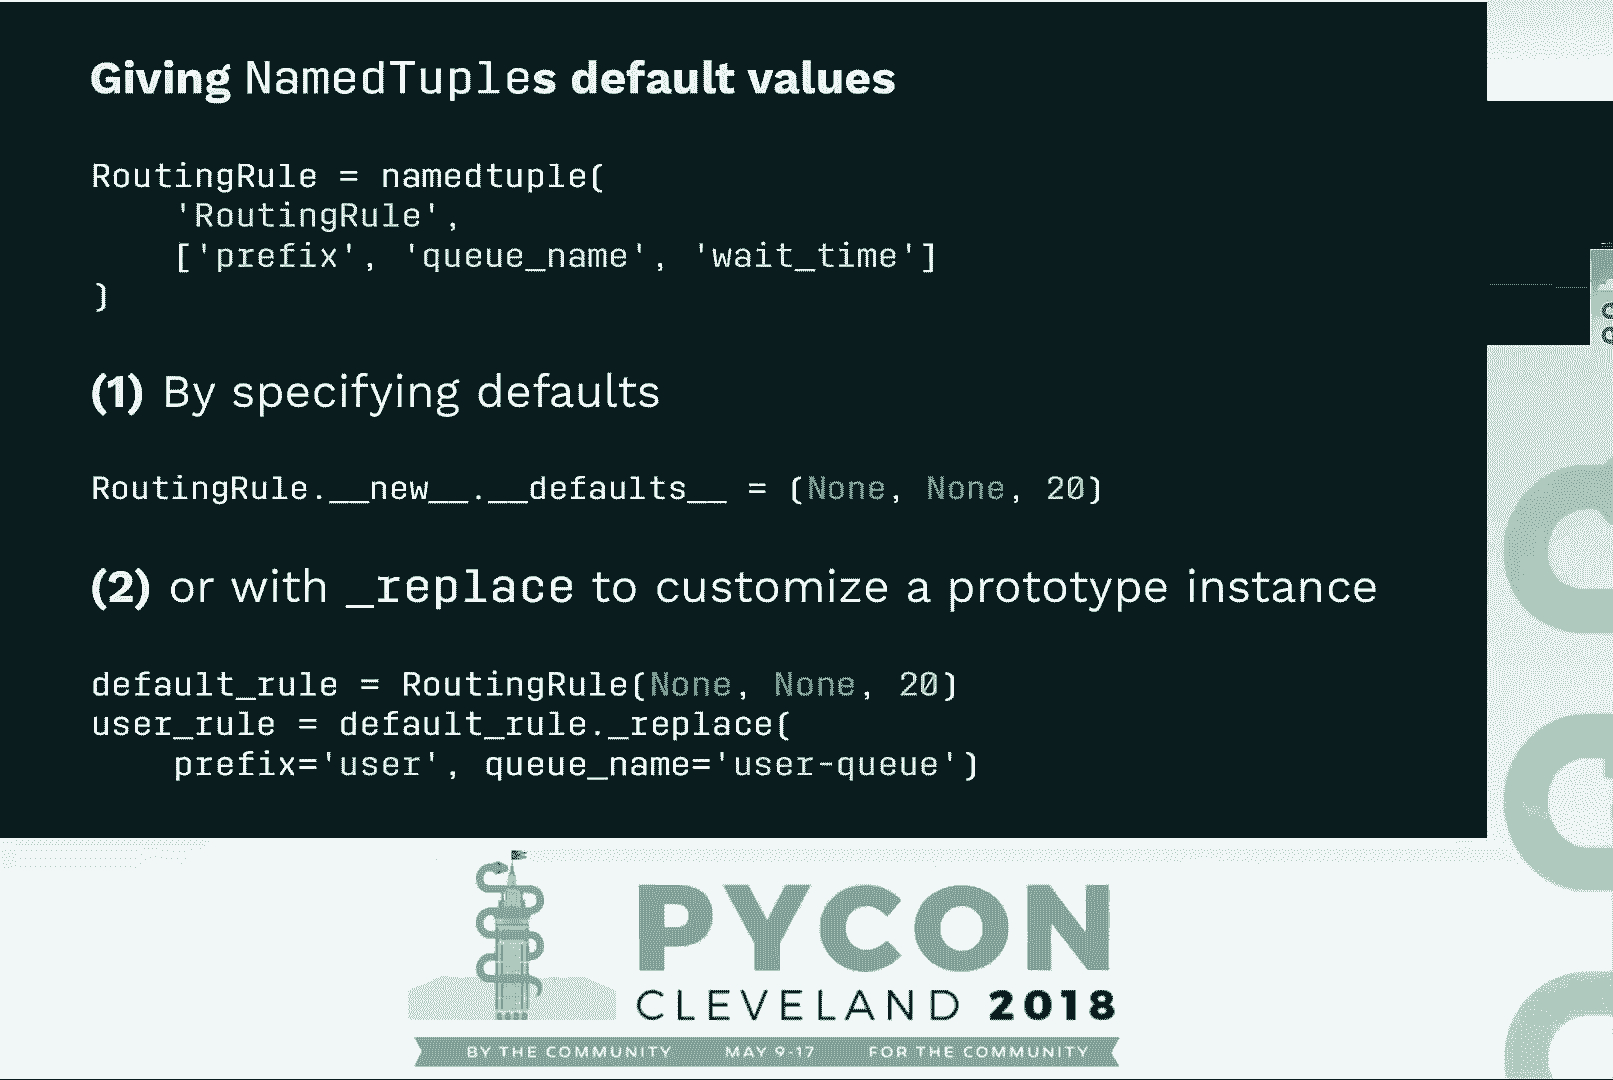 Giving NamedTuples default values
RoutingRule = namedtuple(
    'RoutingRule',
    ['prefix', 'queue_name', 'wait_time']
)
(1) By specifying defaults
RoutingRule.__new__.__defaults__ = (None, None, 20)
(2) or with _replace to customize a prototype instance
default_rule = RoutingRule(None, None, 20)
user_rule = default_rule._replace(
    prefix='user', queue_name='user-queue')
PYCON
CLEVELAND 2018
BY THE COMMUNITY MAY 9-17 FOR THE COMMUNITY